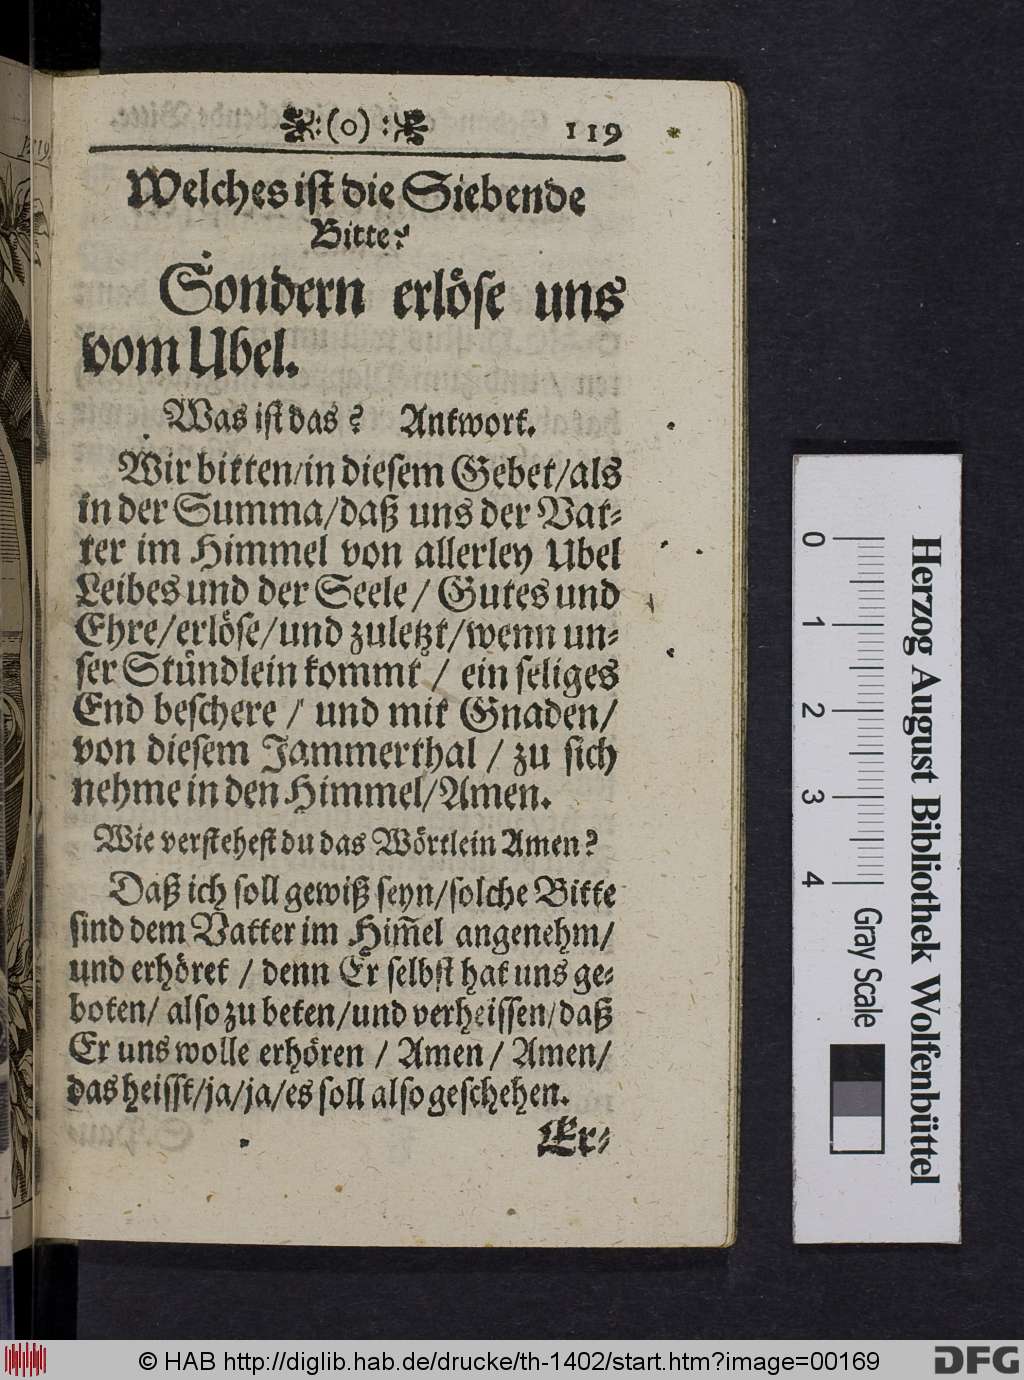 :(o): 119
Welches ist die Siebende
Bitte?
Sondern erlöse uns
vom Ubel.
Was ist das? Antwort.
Wir bitten/in diesem Gebet/als
in der Summa/daß uns der Vat⸗
ter im Himmel von allerley Ubel
Leibes und der Seele/Gutes und
Ehre/erlöse/und zuletzt/wenn un⸗
ser Stündlein kommt/ein seliges
End beschere/und mit Gnaden/
von diesem Jammerthal/zu sich
nehme in den Himmel/Amen.
Wie verstehest du das Wörtlein Amen?
Daß ich soll gewiß seyn/solche Bitte
sind dem Vatter im Him̃el angenehm/
und erhöret/denn Er selbst hat uns ge⸗
boten/also zu beten/und verheissen/daß
Er uns wolle erhören/Amen/Amen/
das heisst/ja/ja/es soll also geschehen.
Er⸗
0 1 2 3 4
Gray Scale
Herzog August Bibliothek Wolfenbüttel
© HAB http://diglib.hab.de/drucke/th-1402/start.htm?image=00169
DFG